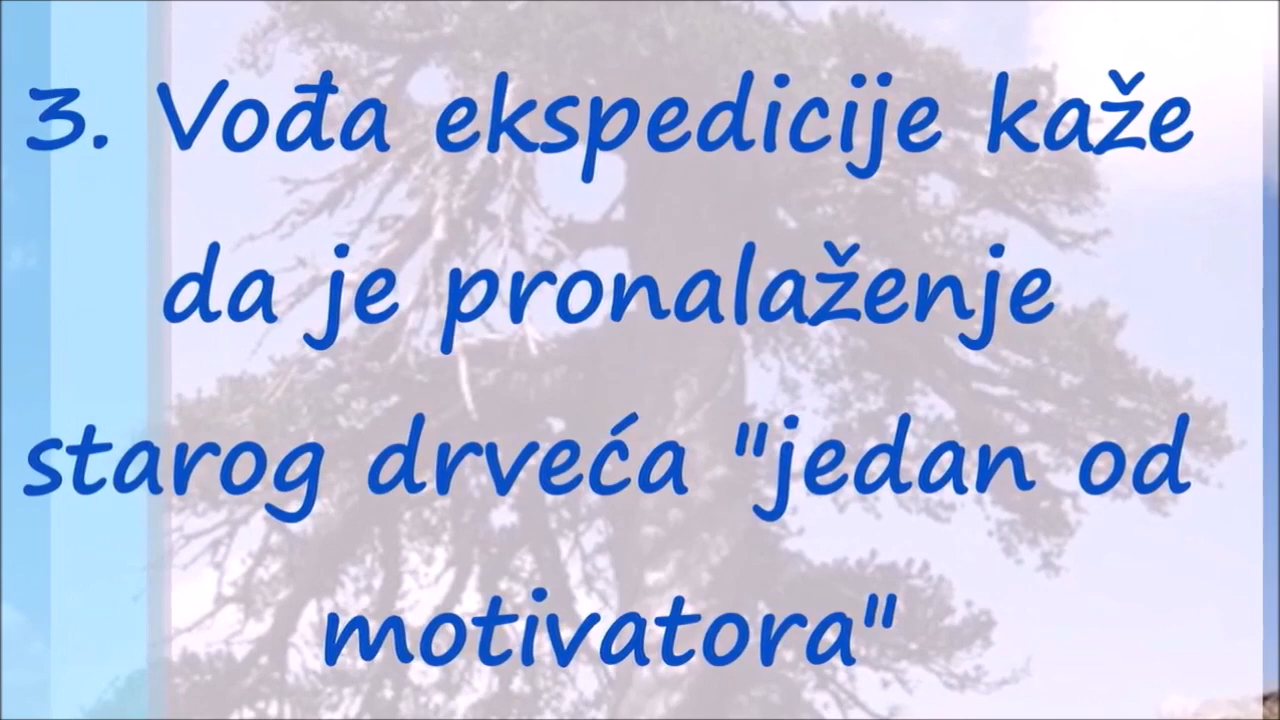 3. Vođa ekspedicije kaže
da je pronalaženje
starog drveća "jedan od
motivatora"